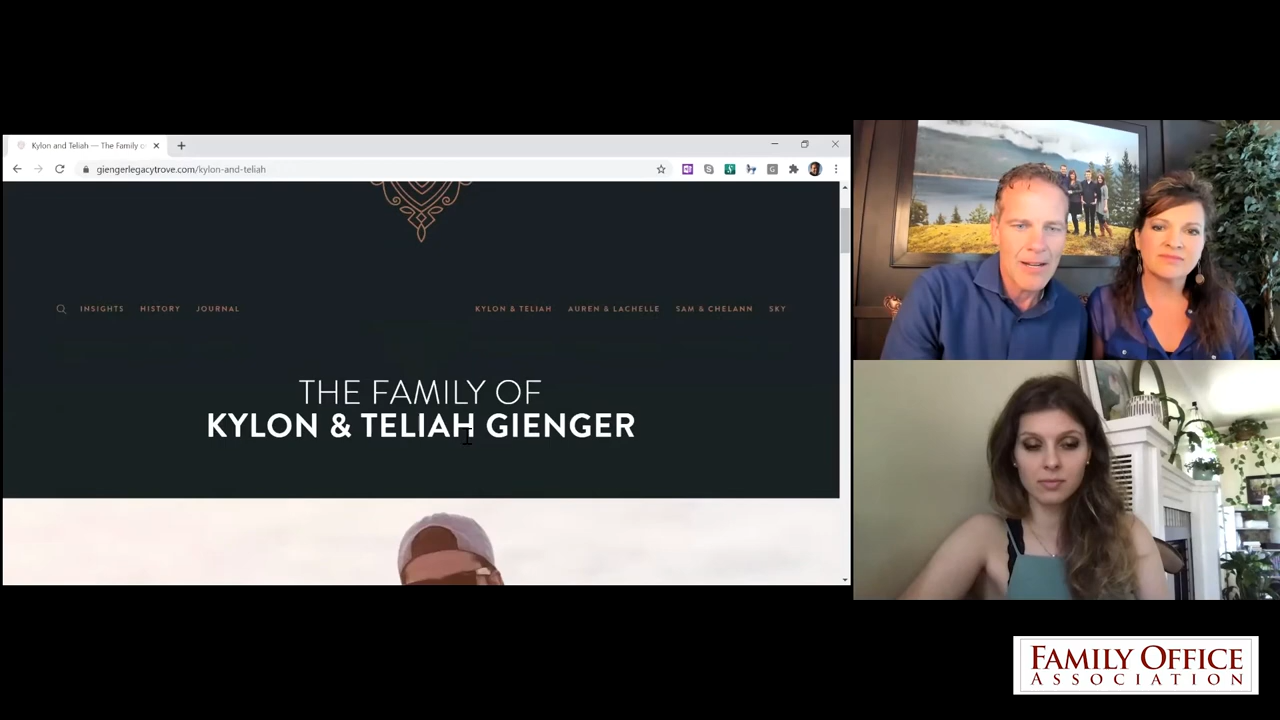 Kylon and Teliah — The Family o
giengerlegacytrove.com/kylon-and-teliah
INSIGHTS HISTORY JOURNAL KYLON & TELIAH AUREN & LACHELLE SAM & CHELANN SKY
THE FAMILY OF
KYLON & TELIAH GIENGER
FAMILY OFFICE
ASSOCIATION